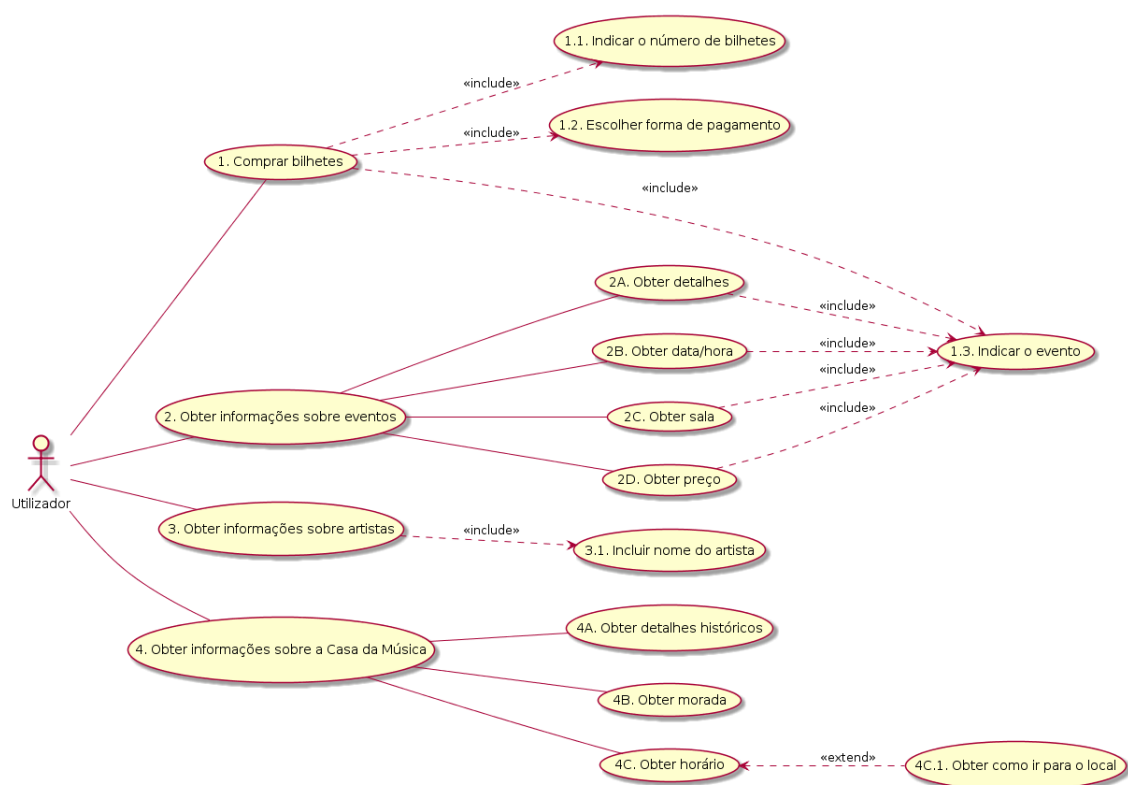 1.1. Indicar o número de bilhetes
«include»
1.2. Escolher forma de pagamento
«include»
1. Comprar bilhetes
«include»
2A. Obter detalhes
«include»
2B. Obter data/hora
«include»
1.3. Indicar o evento
«include»
2. Obter informações sobre eventos
2C. Obter sala
«include»
2D. Obter preço
Utilizador
3. Obter informações sobre artistas
«include»
3.1. Incluir nome do artista
4A. Obter detalhes históricos
4. Obter informações sobre a Casa da Música
4B. Obter morada
4C. Obter horário
«extend»
4C.1. Obter como ir para o local